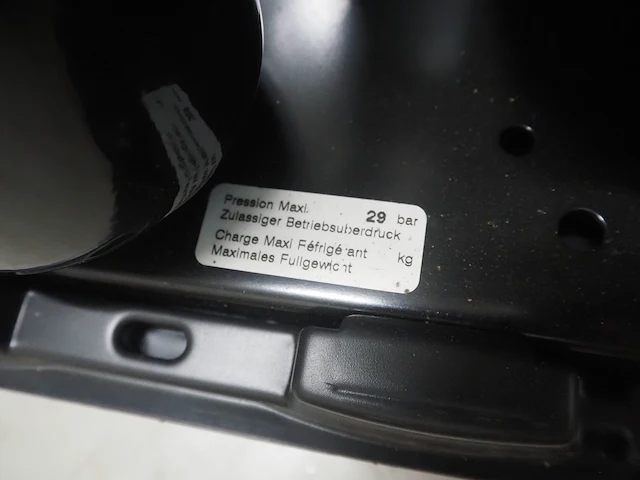 Pression Maxi. 29 bar
Zulassiger Betriebsuberdruck
Charge Maxi Réfrigérant kg
Maximales Fullgewicht